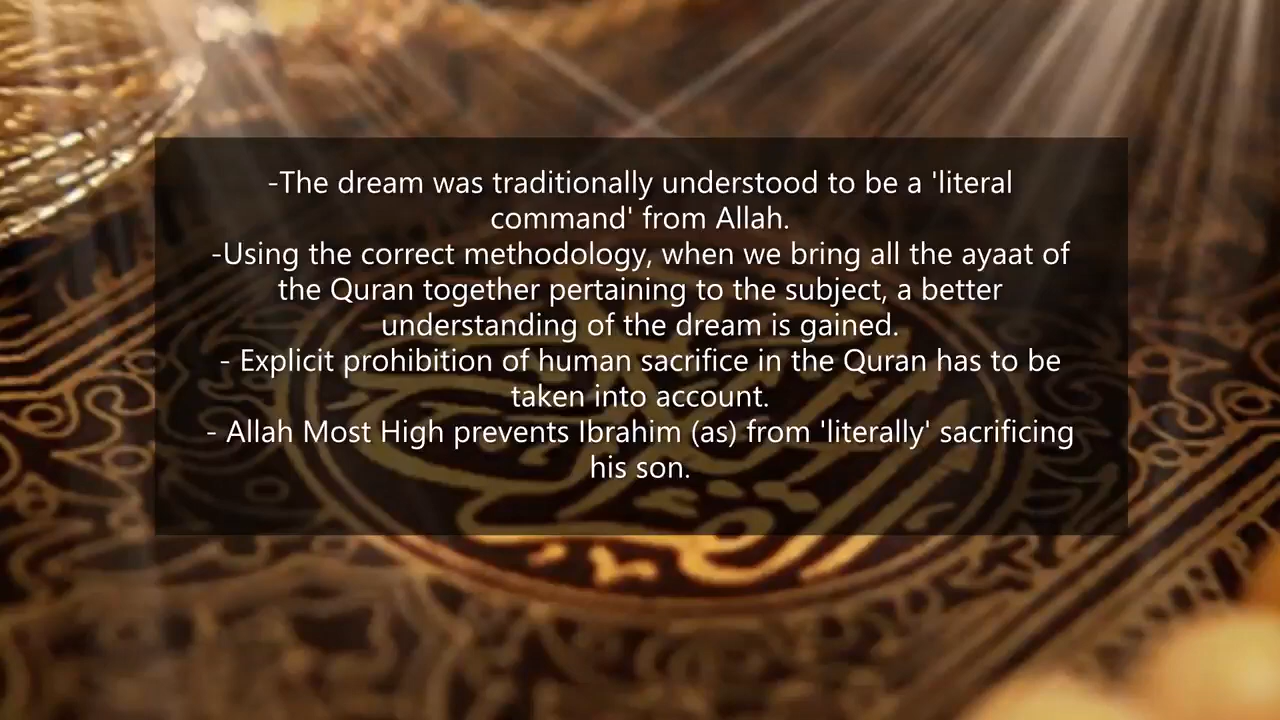 -The dream was traditionally understood to be a 'literal
command' from Allah.
-Using the correct methodology, when we bring all the ayaat of
the Quran together pertaining to the subject, a better
understanding of the dream is gained.
- Explicit prohibition of human sacrifice in the Quran has to be
taken into account.
- Allah Most High prevents Ibrahim (as) from 'literally' sacrificing
his son.